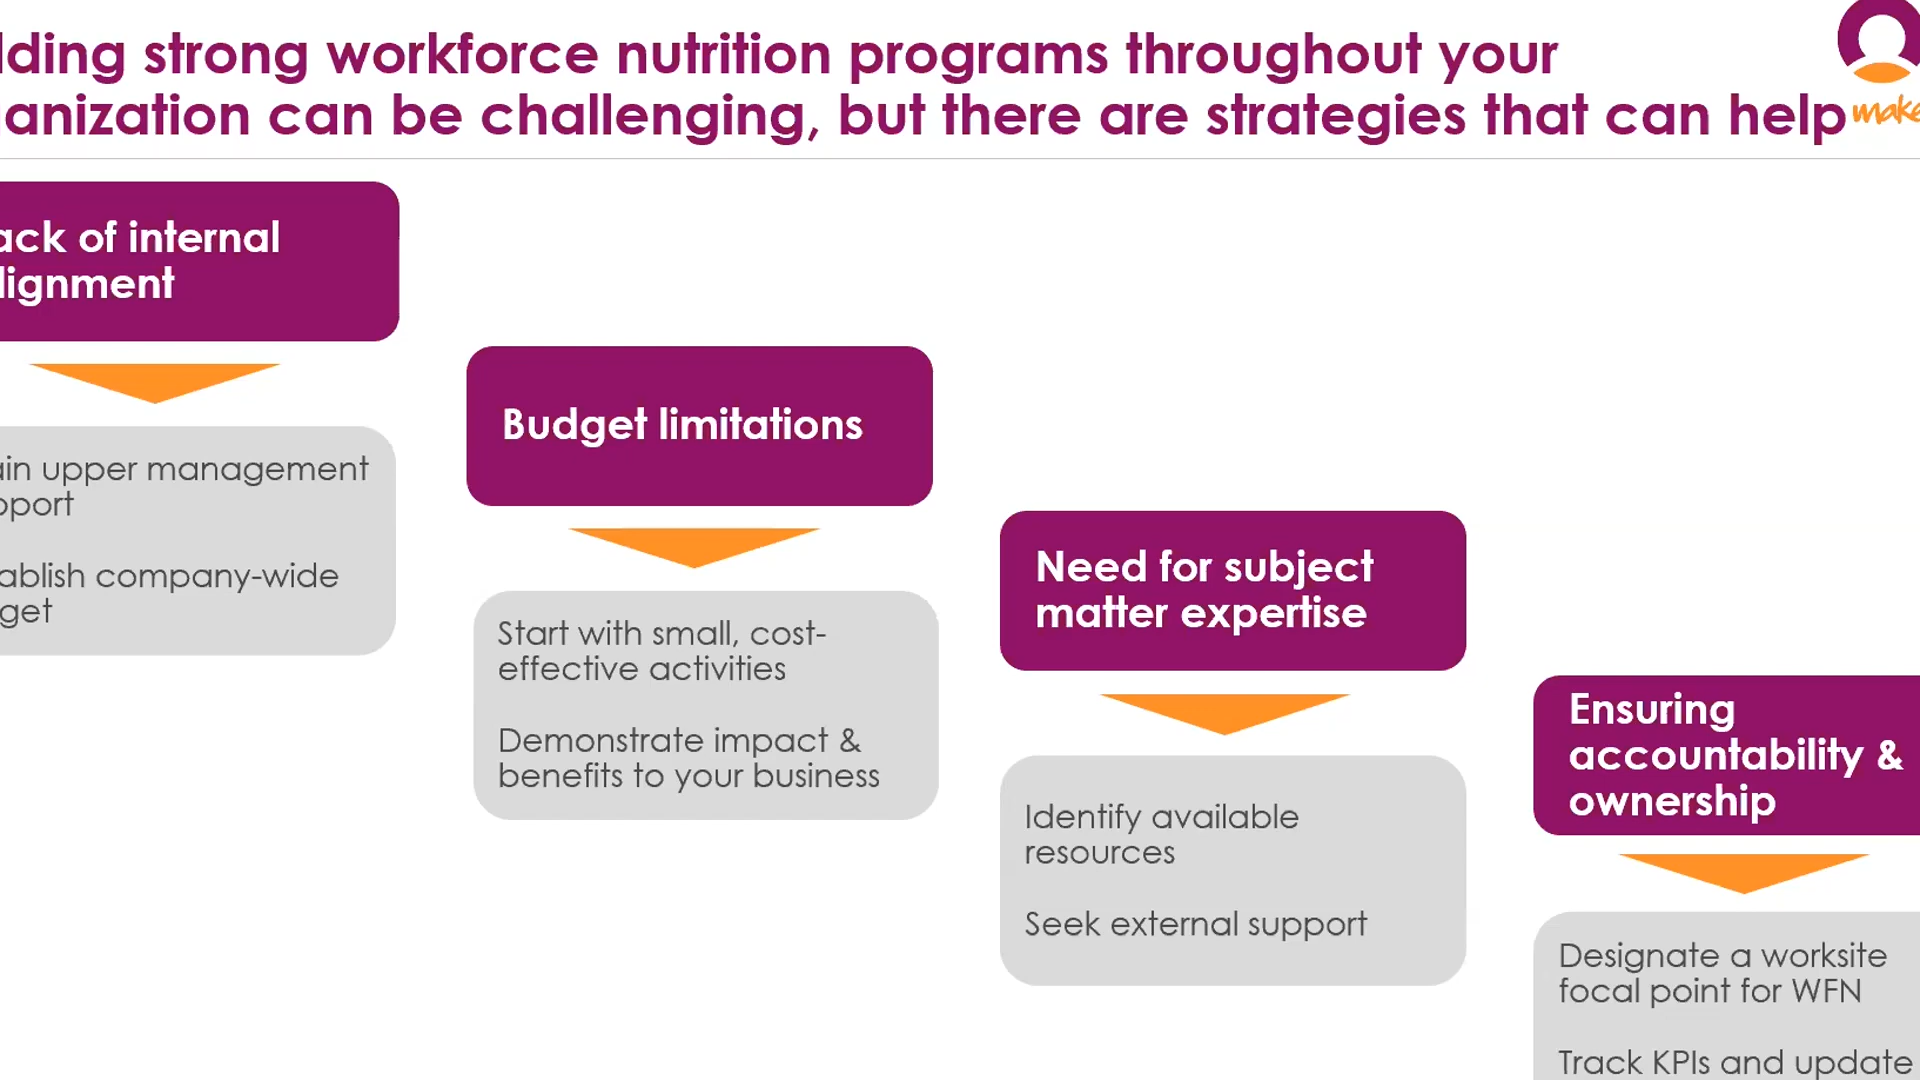 lding strong workforce nutrition programs throughout your
anization can be challenging, but there are strategies that can help
make
ack of internal
lignment
ain upper management
pport
ablish company-wide
get
Budget limitations
Start with small, cost-
effective activities
Demonstrate impact &
benefits to your business
Need for subject
matter expertise
Identify available
resources
Seek external support
Ensuring
accountability &
ownership
Designate a worksite
focal point for WFN
Track KPIs and update